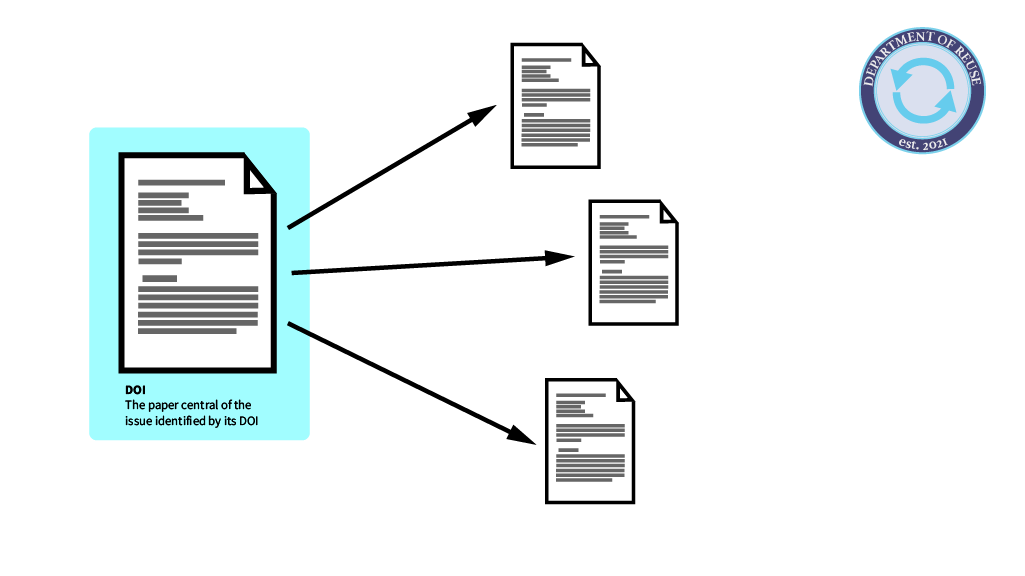 DEPARTMENT OF REUSE
est. 2021
DOI
The paper central of the
issue identified by its DOI